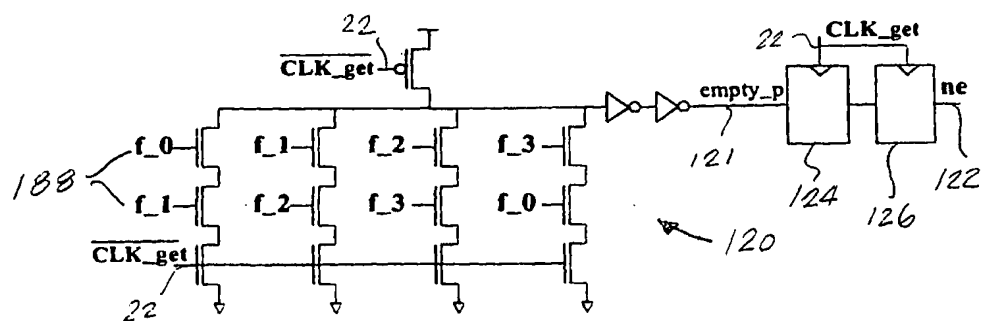 22
CLK_get
22
CLK_get
empty_p
ne
121
124
126
122
f_0
f_1
f_2
f_3
188
f_1
f_2
f_3
f_0
120
CLK_get
22